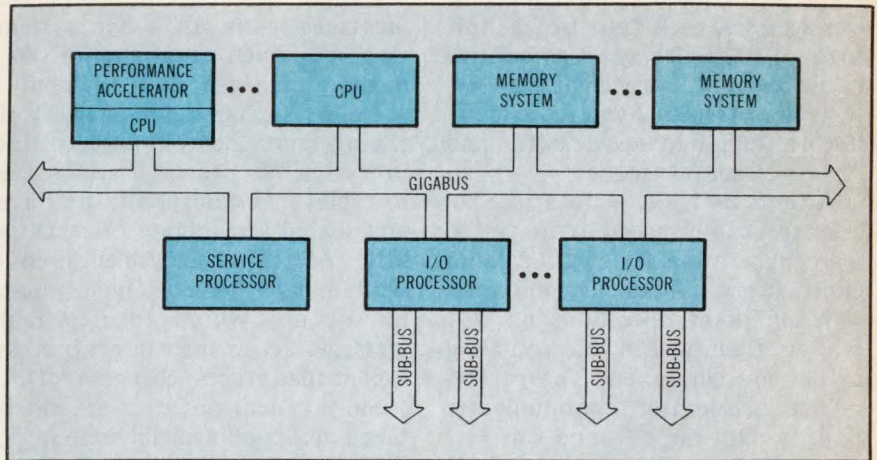 PERFORMANCE
ACCELERATOR
CPU
CPU
MEMORY
SYSTEM
MEMORY
SYSTEM
GIGABUS
SERVICE
PROCESSOR
I/O
PROCESSOR
I/O
PROCESSOR
SUB-BUS
SUB-BUS
SUB-BUS
SUB-BUS